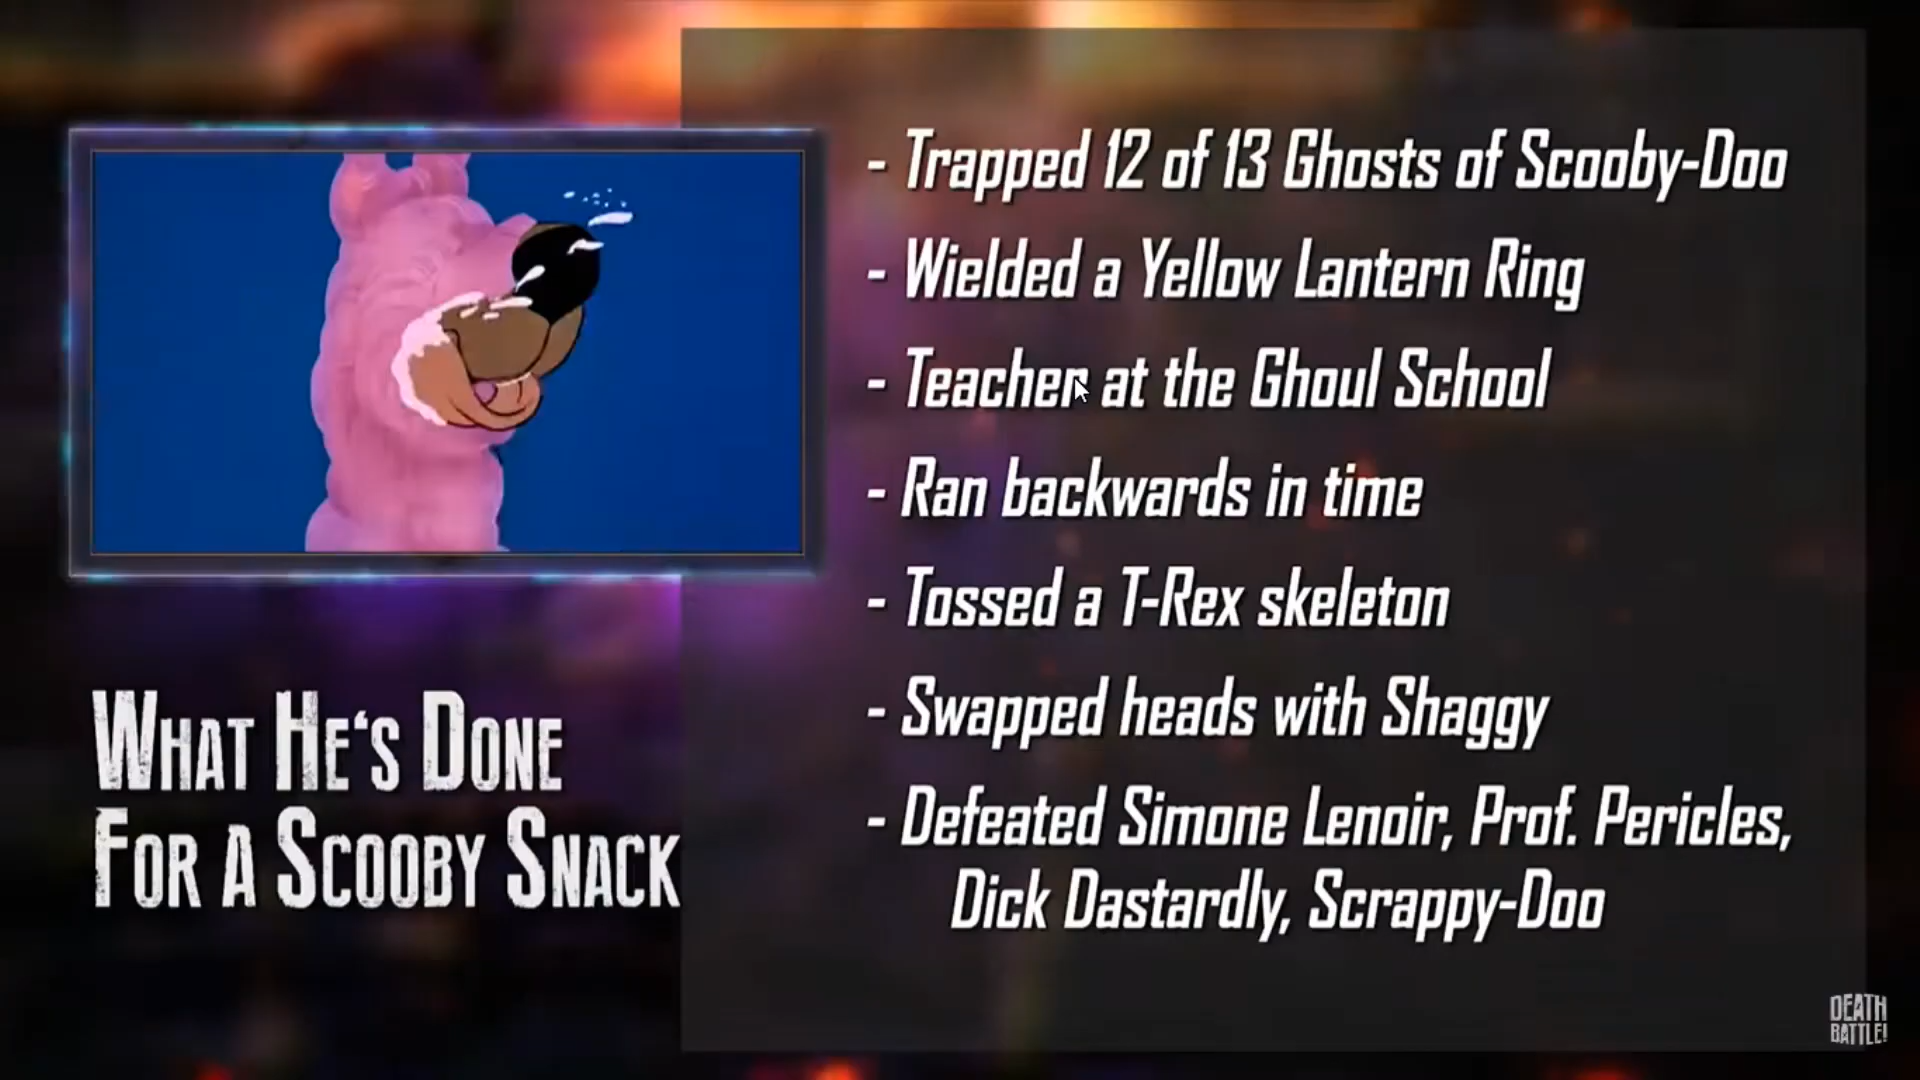 - Trapped 12 of 13 Ghosts of Scooby-Doo
- Wielded a Yellow Lantern Ring
- Teacher at the Ghoul School
- Ran backwards in time
- Tossed a T-Rex skeleton
- Swapped heads with Shaggy
- Defeated Simone Lenoir, Prof. Pericles,
Dick Dastardly, Scrappy-Doo
What He's Done
For a Scooby Snack
DEATH
BATTLE!